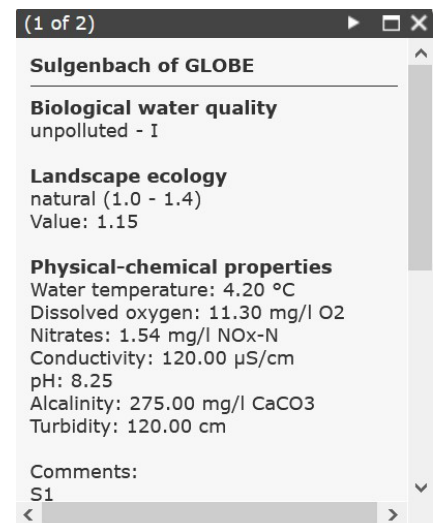 (1 of 2)
Sulgenbach of GLOBE
Biological water quality
unpolluted - I
Landscape ecology
natural (1.0 - 1.4)
Value: 1.15
Physical-chemical properties
Water temperature: 4.20 °C
Dissolved oxygen: 11.30 mg/l O2
Nitrates: 1.54 mg/l NOx-N
Conductivity: 120.00 µS/cm
pH: 8.25
Alcalinity: 275.00 mg/l CaCO3
Turbidity: 120.00 cm
Comments:
S1